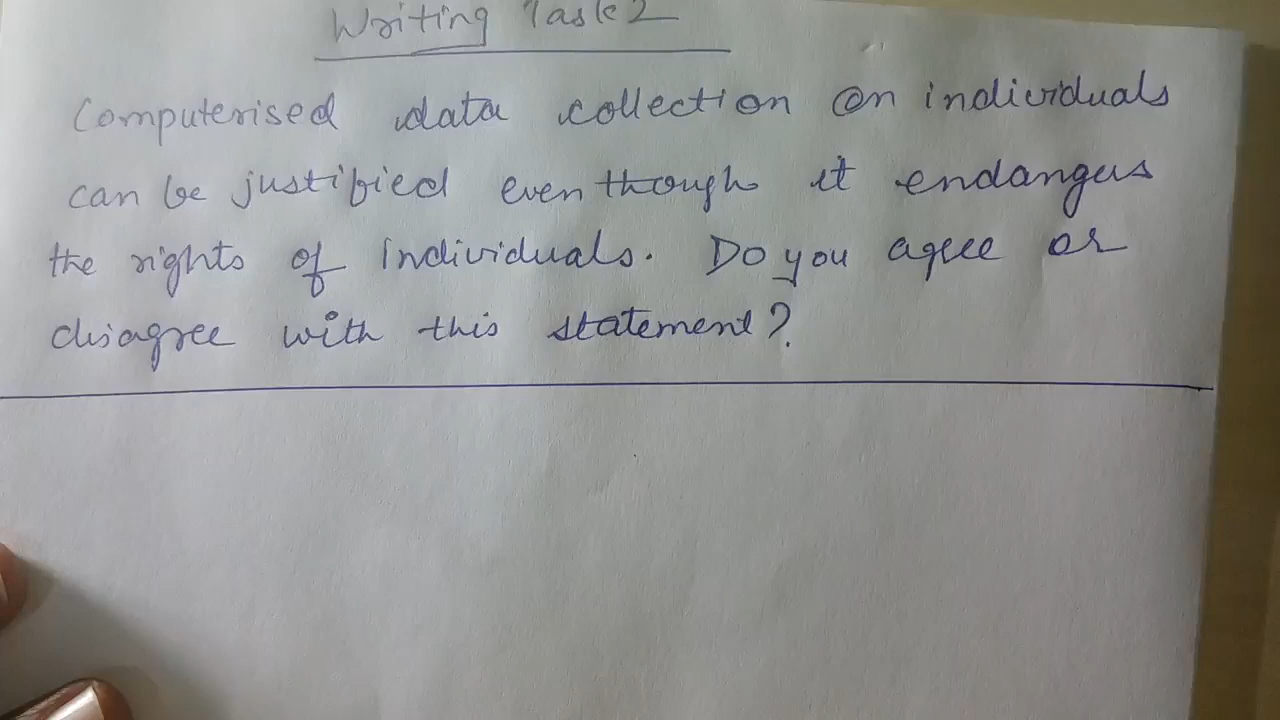 Writing Task 2
Computerised data collection on individuals
can be justified even though it endangers
the rights of individuals. Do you agree or
disagree with this statement?